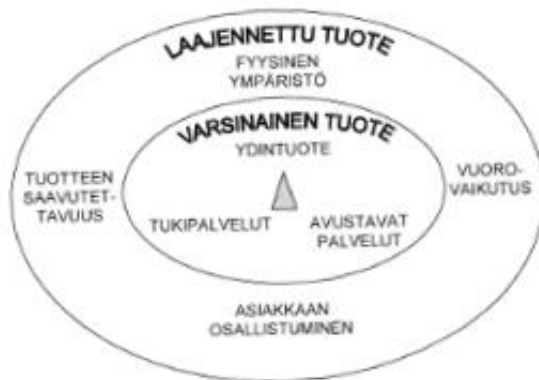 LAAJENNETTU TUOTE
FYYSINEN
YMPÄRISTÖ
VARSINAINEN TUOTE
YDINTUOTE
TUOTTEEN
SAAVUTET-
TAVUUS
VUORO-
VAIKUTUS
TUKIPALVELUT
AVUSTAVAT
PALVELUT
ASIAKKAAN
OSALLISTUMINEN